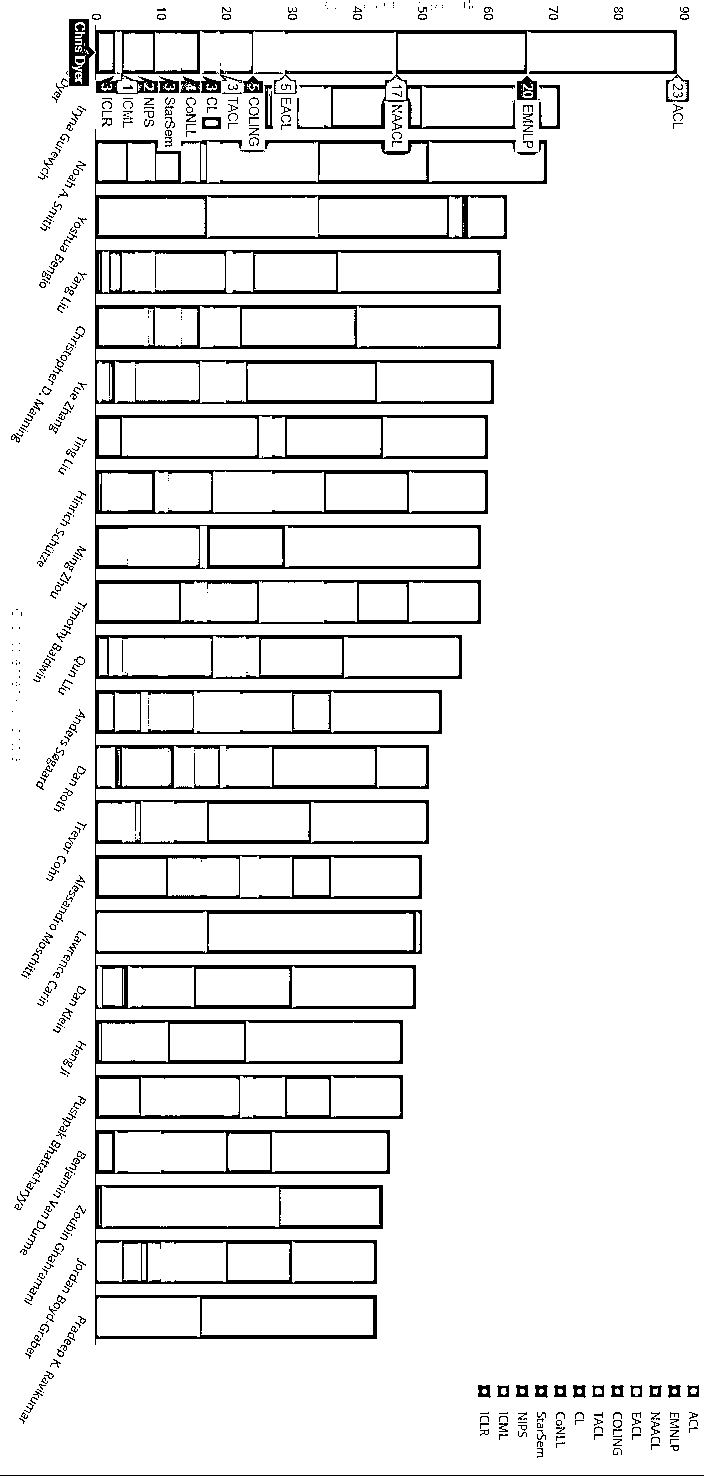 90
80
70
60
50
40
30
20
10
0
23 ACL
20 EMNLP
17 NAACL
5 EACL
5 COLING
3 TACL
3 CL
4 CoNLL
3 StarSem
2 NIPS
1 ICML
3 ICLR
Chris Dyer
Dyer
Iryna Gurevych
Noah A. Smith
Yoshua Bengio
Yang Liu
Christopher D. Manning
Yue Zhang
Ting Liu
Hinrich Schütze
Ming Zhou
Timothy Baldwin
Qun Liu
Anders Søgaard
Dan Roth
Trevor Cohn
Alessandro Moschitti
Lawrence Carin
Dan Klein
Heng Ji
Pushpak Bhattacharyya
Benjamin Van Durme
Zoubin Ghahramani
Jordan Boyd-Graber
Pradeep K. Ravikumar
ACL
EMNLP
NAACL
EACL
COLING
TACL
CL
CoNLL
StarSem
NIPS
ICML
ICLR